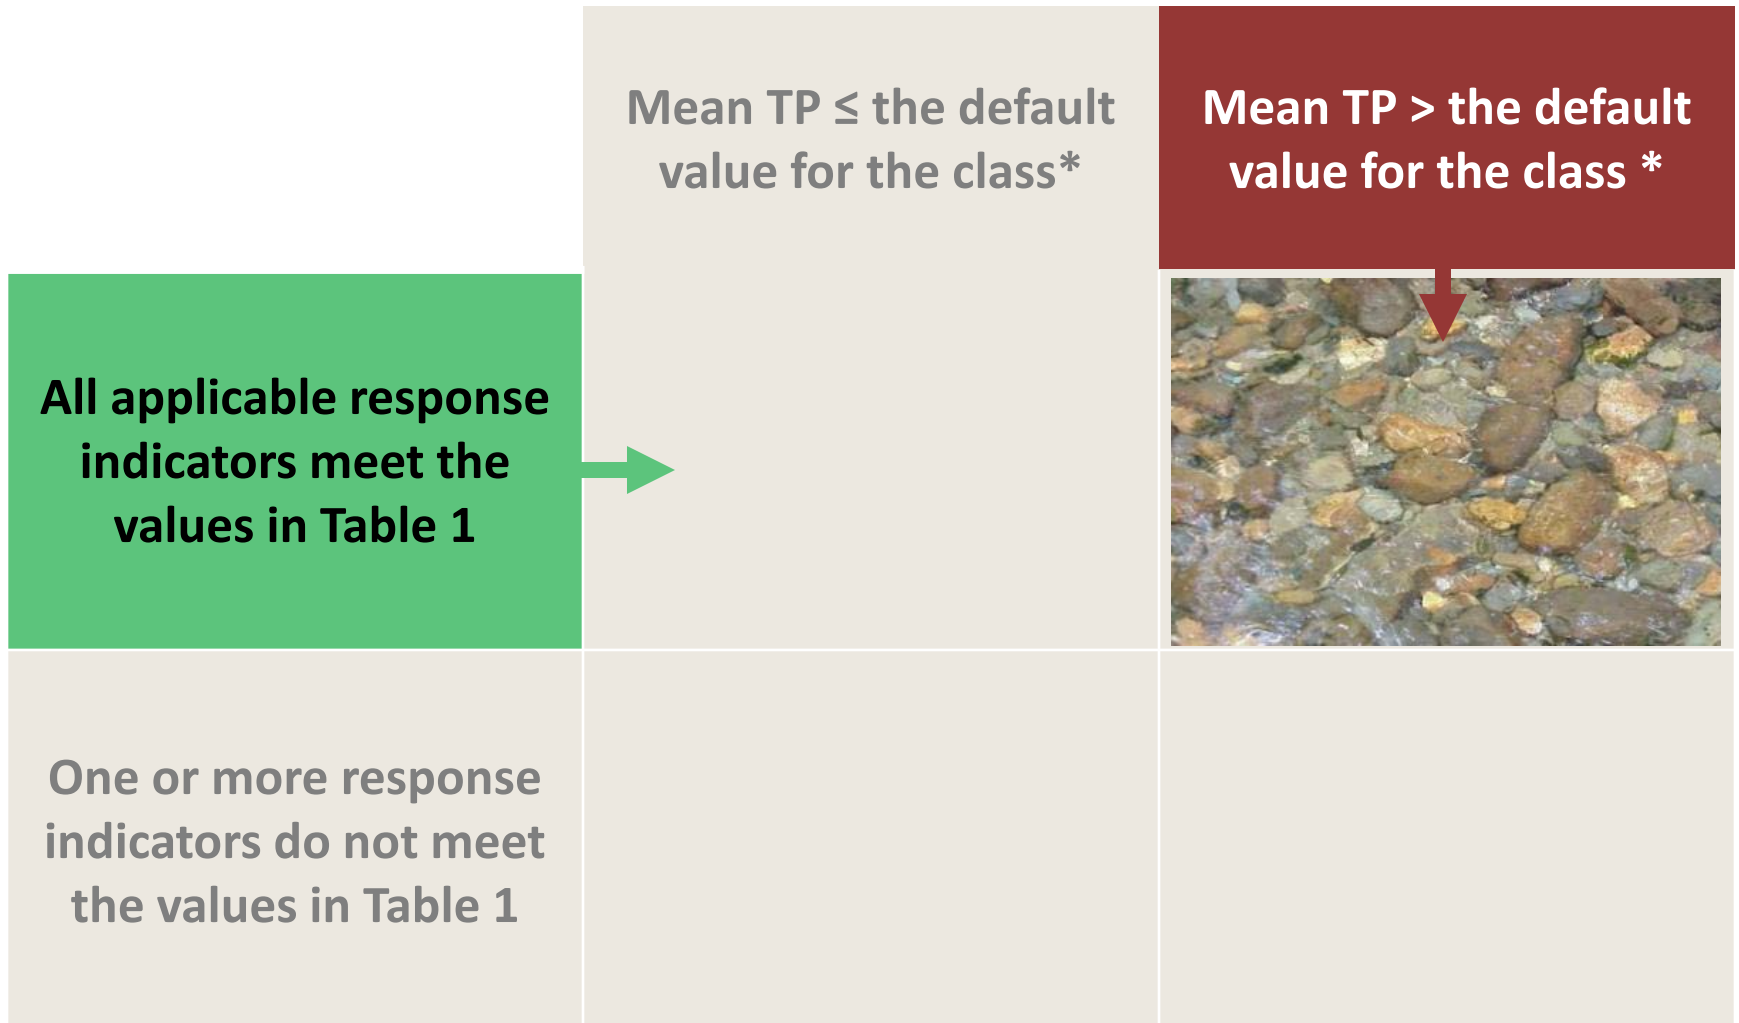 Mean TP ≤ the default
value for the class*
Mean TP > the default
value for the class *
All applicable response
indicators meet the
values in Table 1
One or more response
indicators do not meet
the values in Table 1